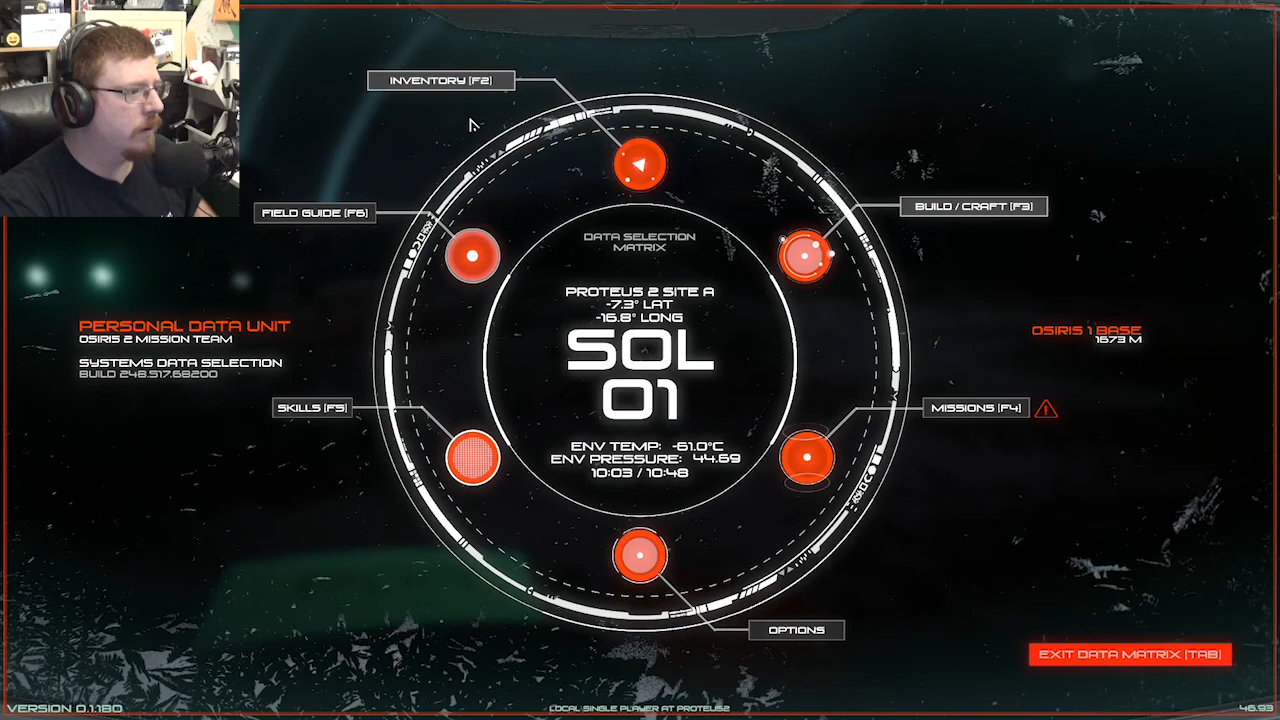 INVENTORY [F2]
FIELD GUIDE [F6]
BUILD / CRAFT [F3]
DATA SELECTION
MATRIX
PROTEUS 2 SITE A
-7.3° LAT
-16.8° LONG
SOL
01
PERSONAL DATA UNIT
OSIRIS 2 MISSION TEAM
SYSTEMS DATA SELECTION
BUILD 248.517.68200
OSIRIS 1 BASE
1673 M
SKILLS [F5]
MISSIONS [F4]
ENV TEMP: -61.0°C
ENV PRESSURE: 44.69
10:03 / 10:48
OPTIONS
EXIT DATA MATRIX [TAB]
VERSION 0.1.180
LOCAL SINGLE PLAYER AT PROTEUS2
46.93